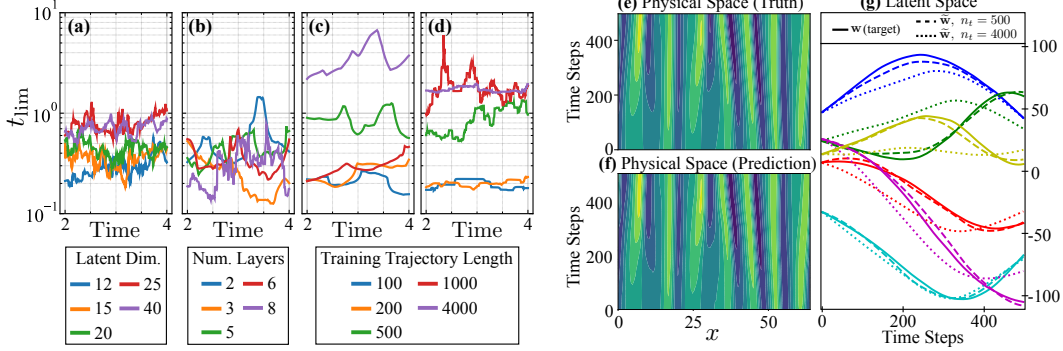 (a)
(b)
(c)
(d)
t_lim
10^1
10^0
10^-1
2
4
2
4
2
4
2
4
Time
Time
Time
Time
Latent Dim.
12
25
15
40
20
Num. Layers
2
6
3
8
5
Training Trajectory Length
100
1000
200
4000
500
(e) Physical Space (Truth)
Time Steps
400
200
0
(f) Physical Space (Prediction)
Time Steps
400
200
0
0
25
50
x
(g) Latent Space
w (target)
w̃, n_t = 500
w̃, n_t = 4000
100
50
0
-50
-100
0
200
400
Time Steps